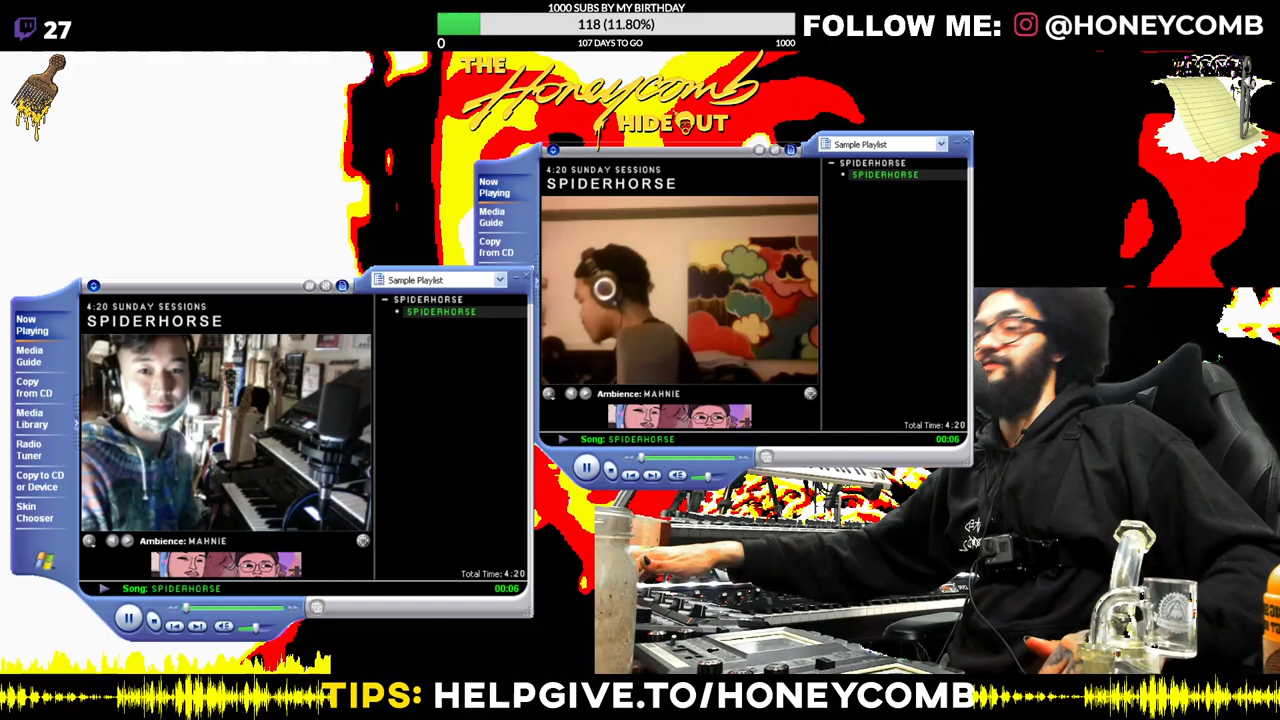 27
1000 SUBS BY MY BIRTHDAY
118 (11.80%)
0
107 DAYS TO GO
1000
FOLLOW ME: @HONEYCOMB
THE
Honeycomb
HIDEOUT
Sample Playlist
4:20 SUNDAY SESSIONS
SPIDERHORSE
SPIDERHORSE
SPIDERHORSE
Now
Playing
Media
Guide
Copy
from CD
Ambience: MAHNIE
Total Time: 4:20
Song: SPIDERHORSE
00:06
Sample Playlist
4:20 SUNDAY SESSIONS
SPIDERHORSE
SPIDERHORSE
SPIDERHORSE
Now
Playing
Media
Guide
Copy
from CD
Media
Library
Radio
Tuner
Copy to CD
or Device
Skin
Chooser
Ambience: MAHNIE
Total Time: 4:20
Song: SPIDERHORSE
00:06
TIPS: HELPGIVE.TO/HONEYCOMB